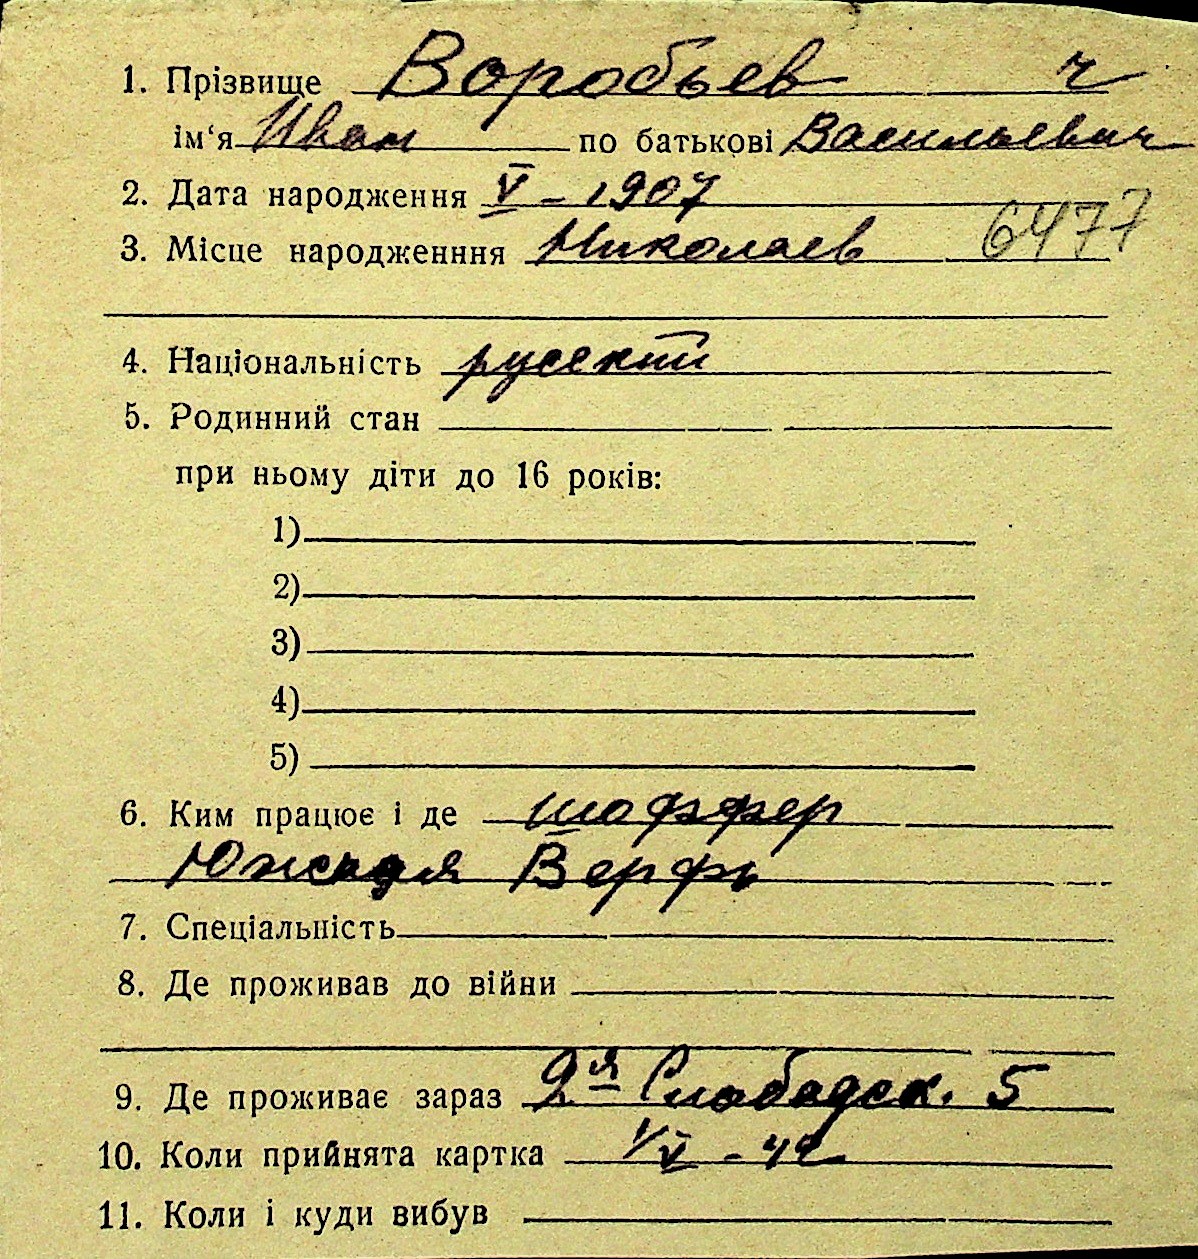 1. Прізвище Воробьев ч
ім‘я Иван по батькові Васильевич
2. Дата народження V - 1907
3. Місце народженння Николаев 6477
4. Національність русский
5. Родинний стан
при ньому діти до 16 років:
1)
2)
3)
4)
5)
6. Ким працює і де шоффер
Южная Верфь
7. Спеціальність
8. Де проживав до війни
9. Де проживає зараз 2я Слободск. 5
10. Коли прийнята картка 1/V - 42
11. Коли і куди вибув